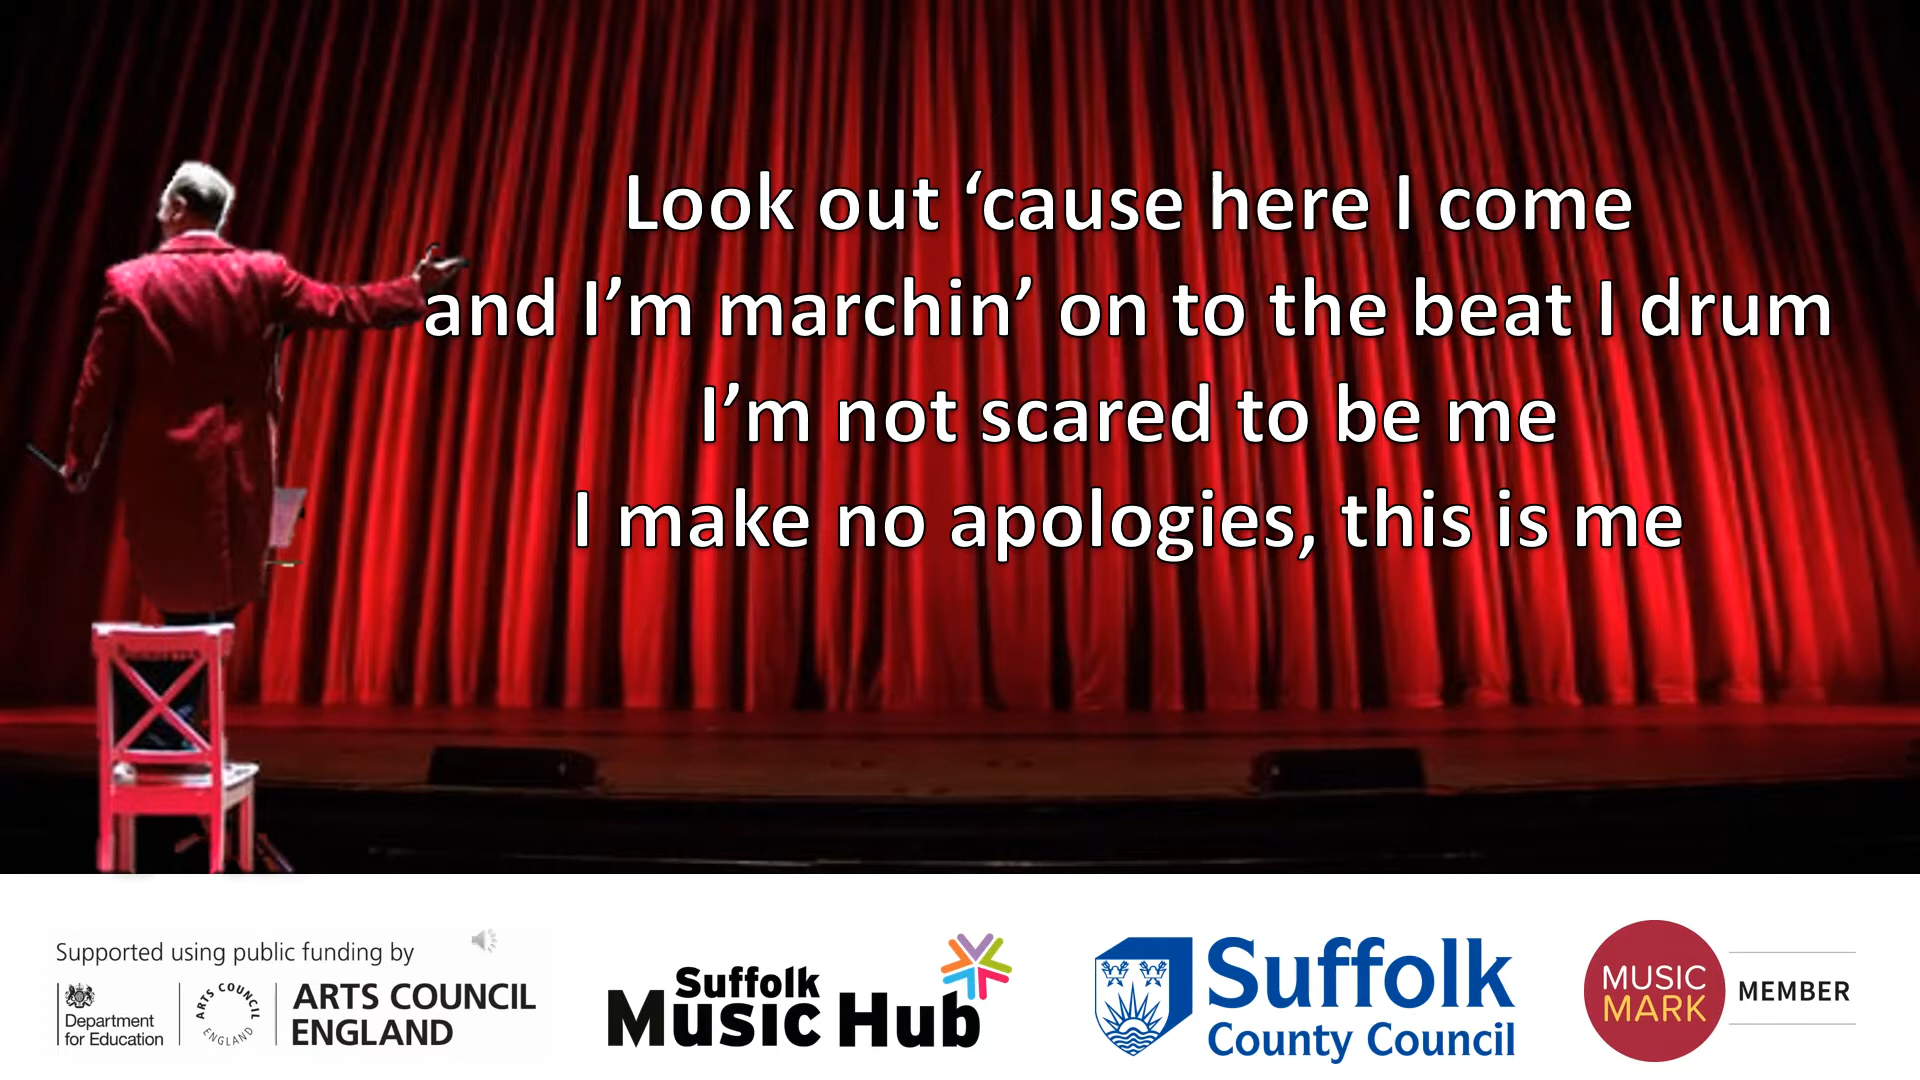 Look out ‘cause here I come
and I’m marchin’ on to the beat I drum
I’m not scared to be me
I make no apologies, this is me
Supported using public funding by
Department
for Education
ARTS COUNCIL
ENGLAND
ARTS COUNCIL
ENGLAND
Suffolk
Music Hub
Suffolk
County Council
MUSIC
MARK
MEMBER